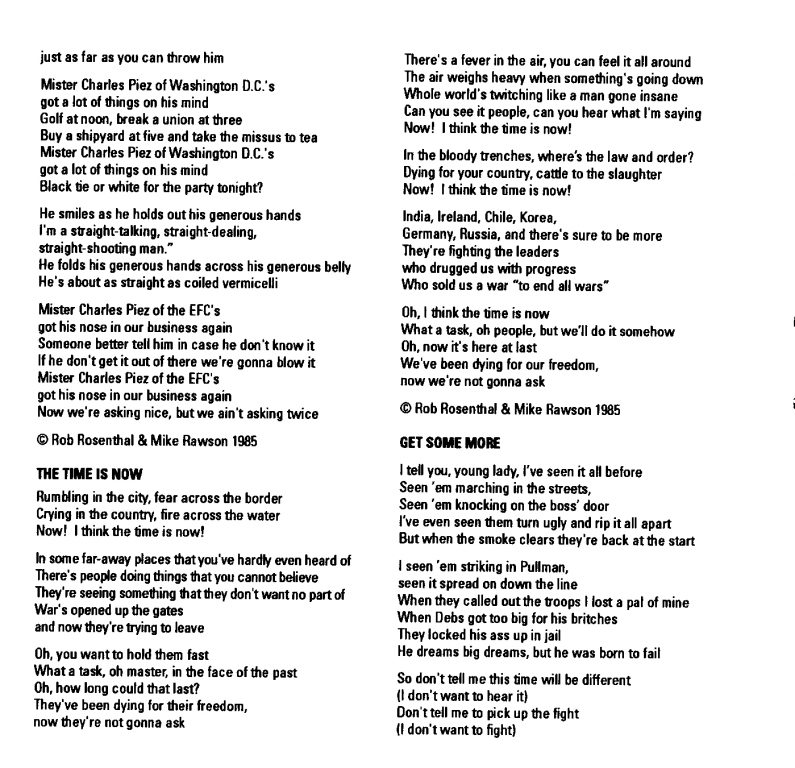 just as far as you can throw him
Mister Charles Piez of Washington D.C.'s
got a lot of things on his mind
Golf at noon, break a union at three
Buy a shipyard at five and take the missus to tea
Mister Charles Piez of Washington D.C.'s
got a lot of things on his mind
Black tie or white for the party tonight?
He smiles as he holds out his generous hands
I'm a straight-talking, straight-dealing,
straight-shooting man."
He folds his generous hands across his generous belly
He's about as straight as coiled vermicelli
Mister Charles Piez of the EFC's
got his nose in our business again
Someone better tell him in case he don't know it
If he don't get it out of there we're gonna blow it
Mister Charles Piez of the EFC's
got his nose in our business again
Now we're asking nice, but we ain't asking twice
© Rob Rosenthal & Mike Rawson 1985
THE TIME IS NOW
Rumbling in the city, fear across the border
Crying in the country, fire across the water
Now! I think the time is now!
In some far-away places that you've hardly even heard of
There's people doing things that you cannot believe
They're seeing something that they don't want no part of
War's opened up the gates
and now they're trying to leave
Oh, you want to hold them fast
What a task, oh master, in the face of the past
Oh, how long could that last?
They've been dying for their freedom,
now they're not gonna ask
There's a fever in the air, you can feel it all around
The air weighs heavy when something's going down
Whole world's twitching like a man gone insane
Can you see it people, can you hear what I'm saying
Now! I think the time is now!
In the bloody trenches, where's the law and order?
Dying for your country, cattle to the slaughter
Now! I think the time is now!
India, Ireland, Chile, Korea,
Germany, Russia, and there's sure to be more
They're fighting the leaders
who drugged us with progress
Who sold us a war "to end all wars"
Oh, I think the time is now
What a task, oh people, but we'll do it somehow
Oh, now it's here at last
We've been dying for our freedom,
now we're not gonna ask
© Rob Rosenthal & Mike Rawson 1985
GET SOME MORE
I tell you, young lady, I've seen it all before
Seen 'em marching in the streets,
Seen 'em knocking on the boss' door
I've even seen them turn ugly and rip it all apart
But when the smoke clears they're back at the start
I seen 'em striking in Pullman,
seen it spread on down the line
When they called out the troops I lost a pal of mine
When Debs got too big for his britches
They locked his ass up in jail
He dreams big dreams, but he was born to fail
So don't tell me this time will be different
(I don't want to hear it)
Don't tell me to pick up the fight
(I don't want to fight)